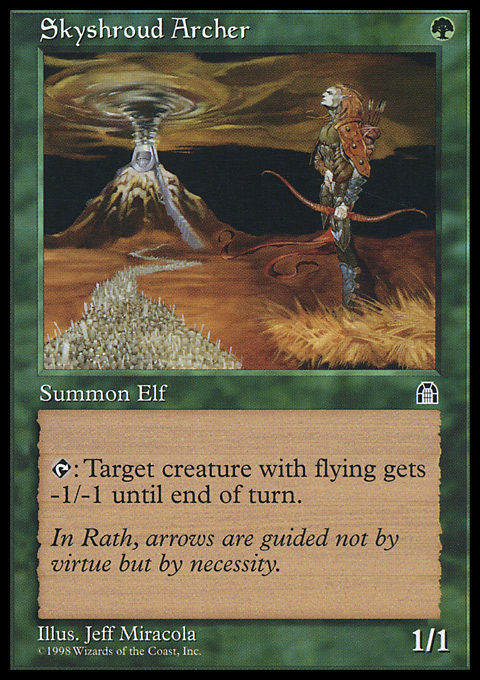 Skyshroud Archer
Summon Elf
: Target creature with flying gets
-1/-1 until end of turn.
In Rath, arrows are guided not by
virtue but by necessity.
Illus. Jeff Miracola
©1998 Wizards of the Coast, Inc.
1/1